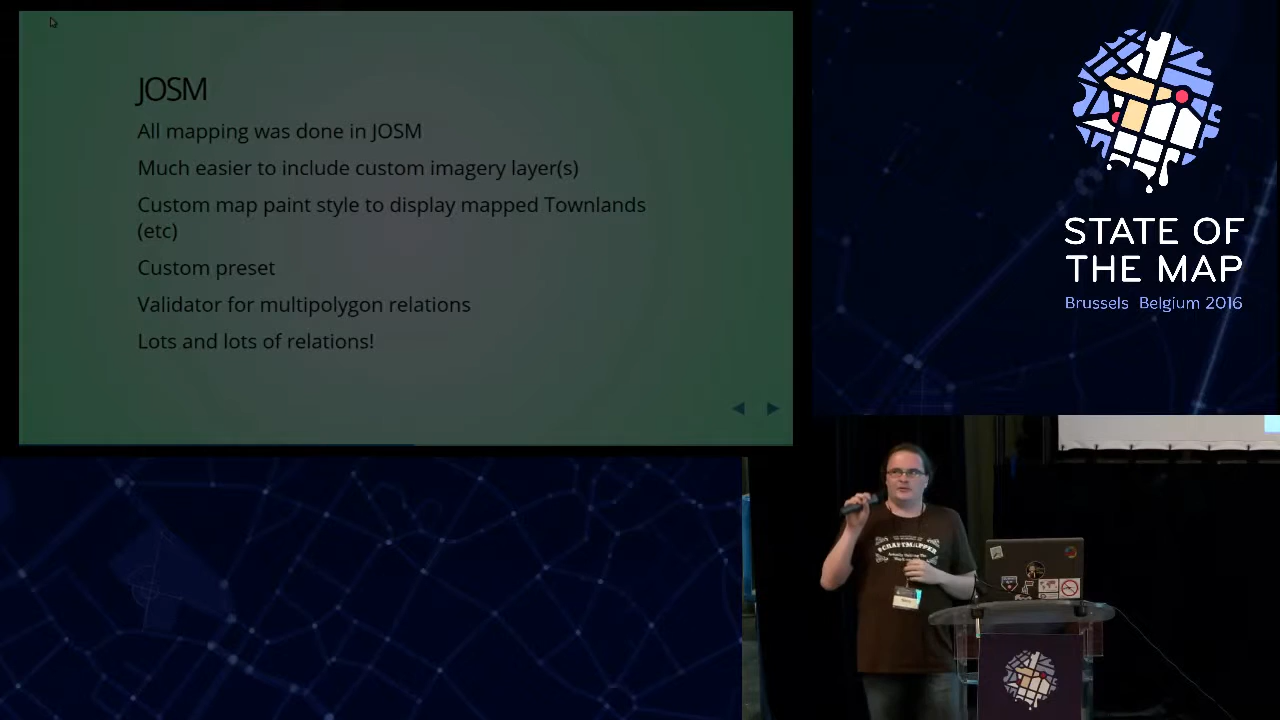 JOSM
All mapping was done in JOSM
Much easier to include custom imagery layer(s)
Custom map paint style to display mapped Townlands
(etc)
Custom preset
Validator for multipolygon relations
Lots and lots of relations!
STATE OF
THE MAP
Brussels Belgium 2016
#CRAFTMAPPER